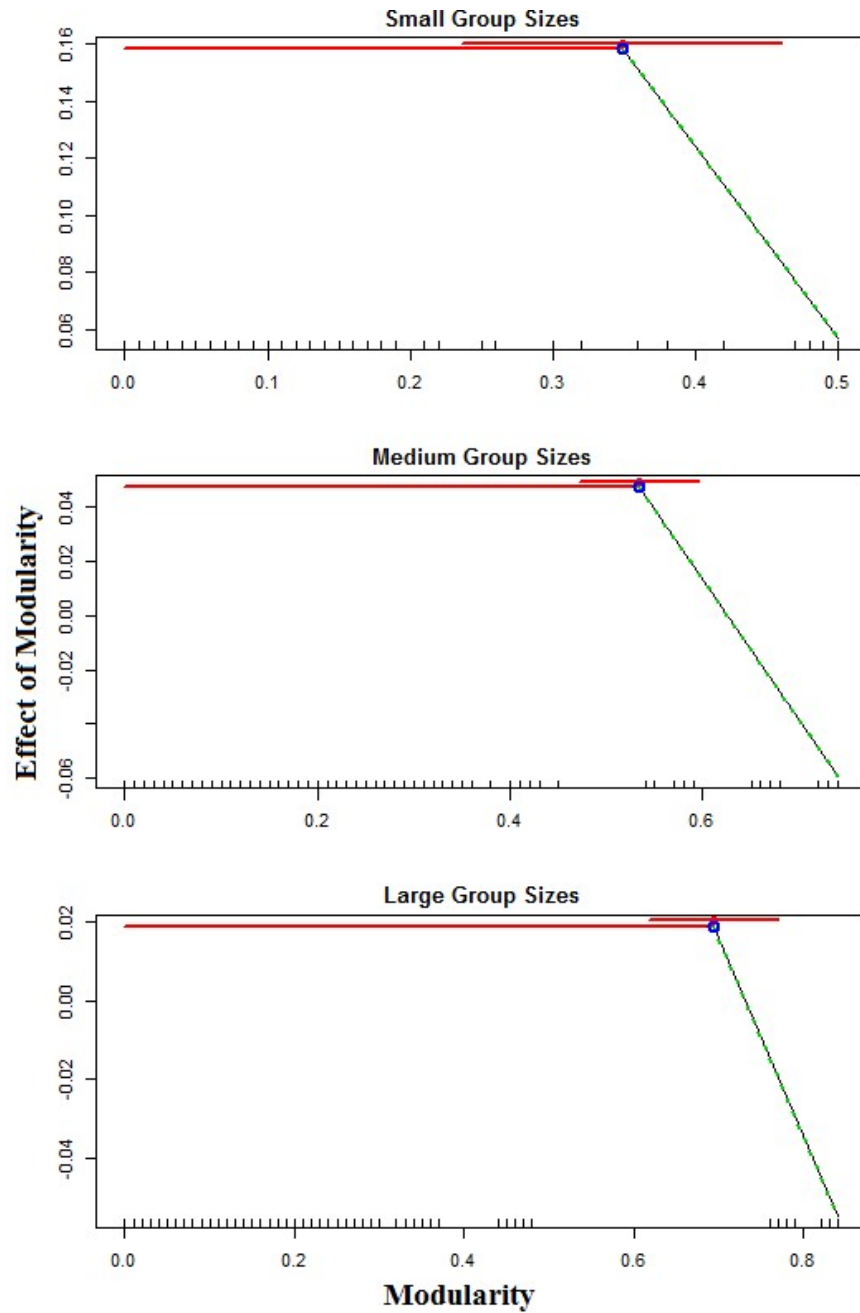 Small Group Sizes
0.16
0.14
0.12
0.10
0.08
0.06
0.0 0.1 0.2 0.3 0.4 0.5
Medium Group Sizes
Effect of Modularity
0.04
0.02
0.00
-0.02
-0.06
0.0 0.2 0.4 0.6
Large Group Sizes
0.02
0.00
-0.02
-0.04
0.0 0.2 0.4 0.6 0.8
Modularity